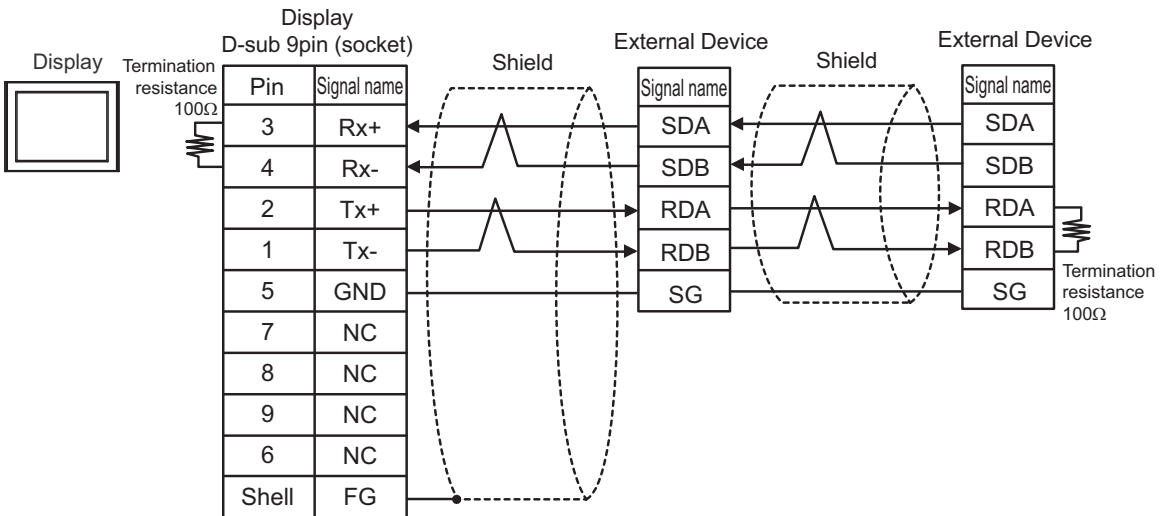 Display
Display
D-sub 9pin (socket)
Termination
resistance
100Ω
Pin Signal name
3 Rx+
4 Rx-
2 Tx+
1 Tx-
5 GND
7 NC
8 NC
9 NC
6 NC
Shell FG
Shield
External Device
Signal name
SDA
SDB
RDA
RDB
SG
Shield
External Device
Signal name
SDA
SDB
RDA
RDB
SG
Termination
resistance
100Ω